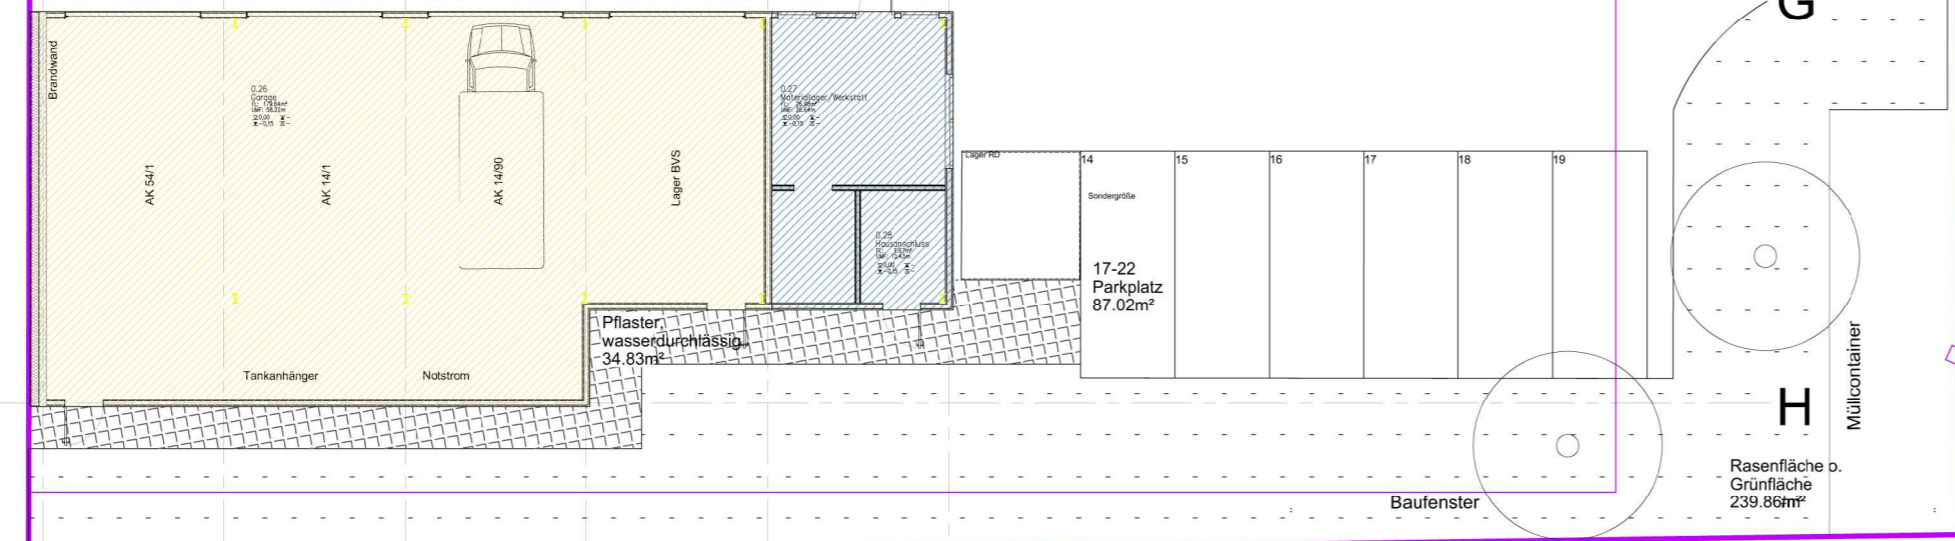 G
Brandwand
0.26
Garage
AK 54/1
AK 14/1
AK 14/90
Lager BVS
Tankanhänger
Notstrom
0.27
Materiallager/Werkstatt
0.28
Hausanschluss
Lager RD
14
15
16
17
18
19
Sondergröße
17-22
Parkplatz
87.02m²
Pflaster,
wasserdurchlässig
34.83m²
H
Müllcontainer
Rasenfläche o.
Grünfläche
239.86m²
Baufenster